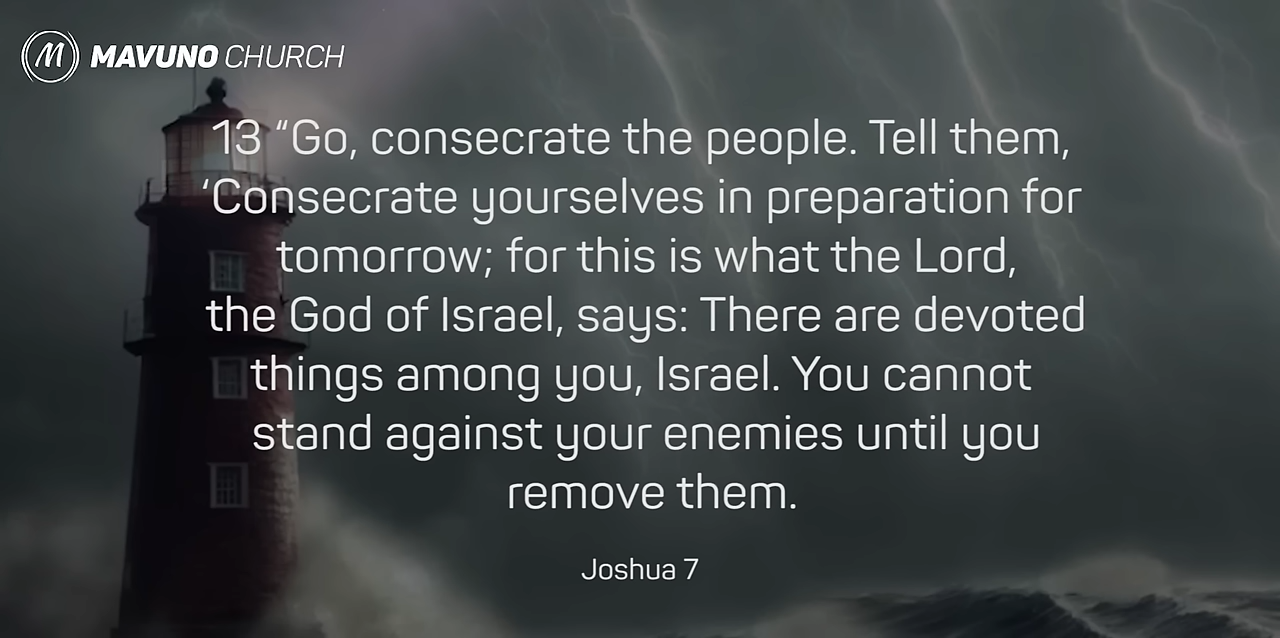 M MAVUNO CHURCH
13 “Go, consecrate the people. Tell them,
‘Consecrate yourselves in preparation for
tomorrow; for this is what the Lord,
the God of Israel, says: There are devoted
things among you, Israel. You cannot
stand against your enemies until you
remove them.
Joshua 7